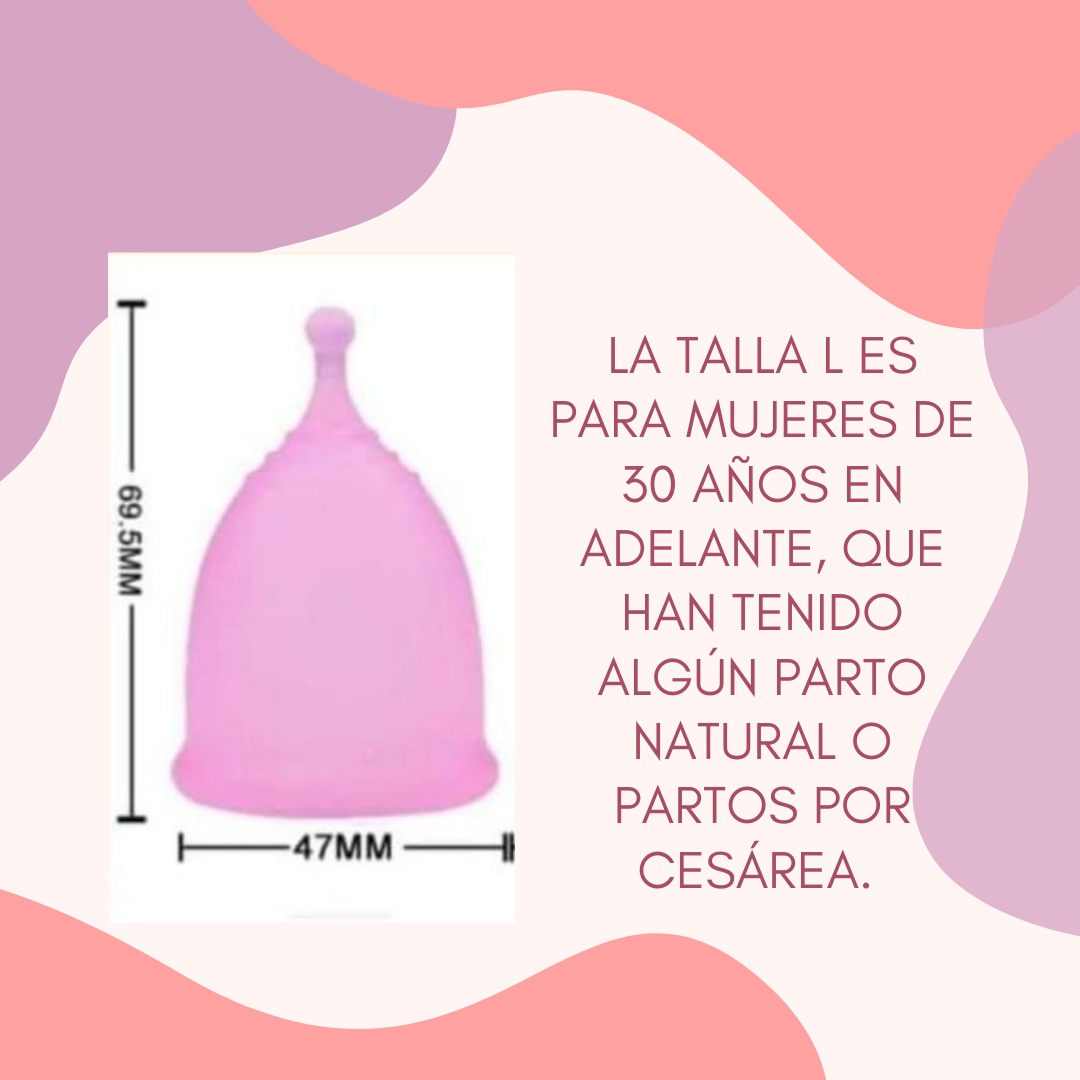 69.5MM
47MM
LA TALLA L ES
PARA MUJERES DE
30 AÑOS EN
ADELANTE, QUE
HAN TENIDO
ALGÚN PARTO
NATURAL O
PARTOS POR
CESÁREA.